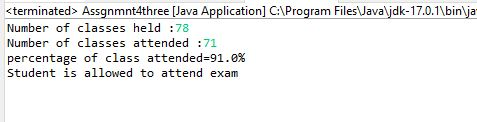 <terminated> Assgnmnt4three [Java Application] C:\Program Files\Java\jdk-17.0.1\bin\ja
Number of classes held :78
Number of classes attended :71
percentage of class attended=91.0%
Student is allowed to attend exam